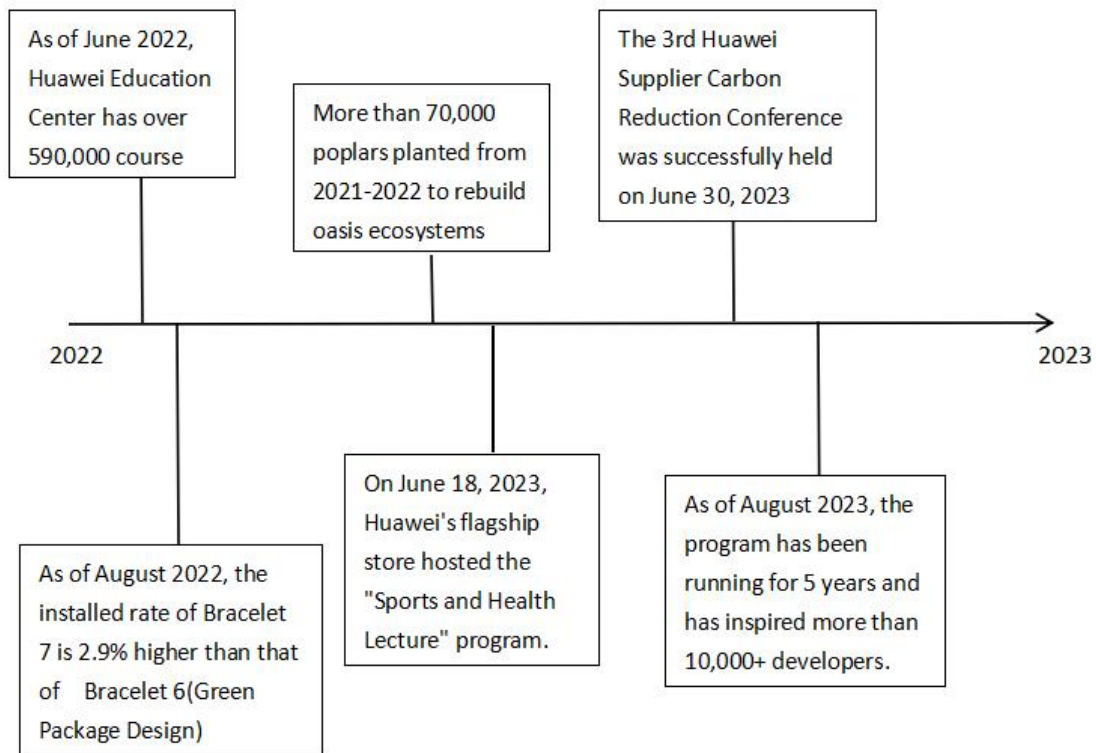 As of June 2022,
Huawei Education
Center has over
590,000 course
More than 70,000
poplars planted from
2021-2022 to rebuild
oasis ecosystems
The 3rd Huawei
Supplier Carbon
Reduction Conference
was successfully held
on June 30, 2023
2022
2023
As of August 2022, the
installed rate of Bracelet
7 is 2.9% higher than that
of Bracelet 6(Green
Package Design)
On June 18, 2023,
Huawei's flagship
store hosted the
"Sports and Health
Lecture" program.
As of August 2023, the
program has been
running for 5 years and
has inspired more than
10,000+ developers.